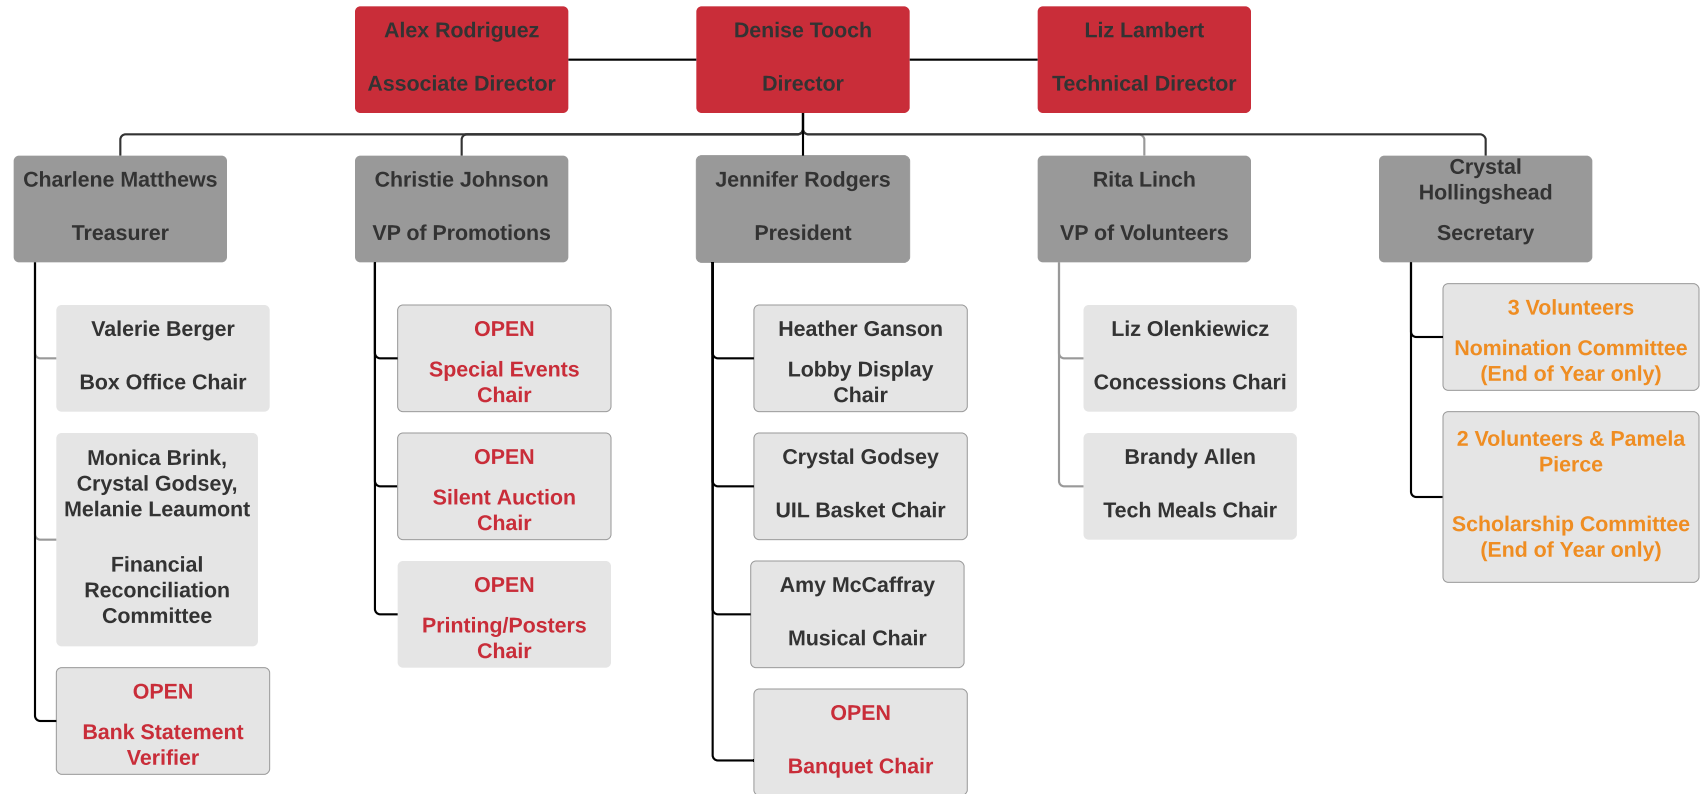 Alex Rodriguez
Associate Director
Denise Tooch
Director
Liz Lambert
Technical Director
Charlene Matthews
Treasurer
Christie Johnson
VP of Promotions
Jennifer Rodgers
President
Rita Linch
VP of Volunteers
Crystal
Hollingshead
Secretary
Valerie Berger
Box Office Chair
Monica Brink,
Crystal Godsey,
Melanie Leaumont
Financial
Reconciliation
Committee
OPEN
Bank Statement
Verifier
OPEN
Special Events
Chair
OPEN
Silent Auction
Chair
OPEN
Printing/Posters
Chair
Heather Ganson
Lobby Display
Chair
Crystal Godsey
UIL Basket Chair
Amy McCaffray
Musical Chair
OPEN
Banquet Chair
Liz Olenkiewicz
Concessions Chari
Brandy Allen
Tech Meals Chair
3 Volunteers
Nomination Committee
(End of Year only)
2 Volunteers & Pamela
Pierce
Scholarship Committee
(End of Year only)